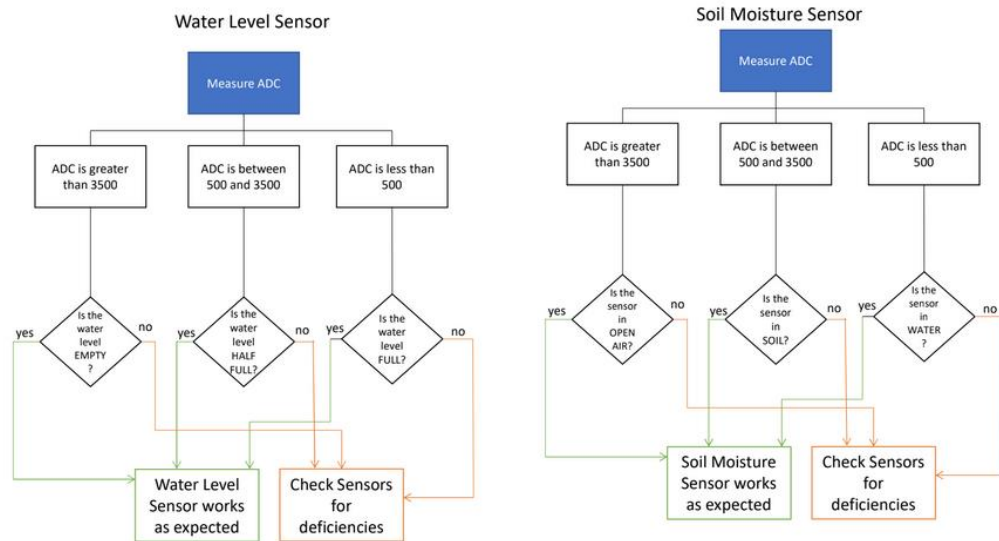 Water Level Sensor
Measure ADC
ADC is greater
than 3500
ADC is between
500 and 3500
ADC is less than
500
yes
Is the
water
level
EMPTY
?
no
yes
Is the
water
level
HALF
FULL?
no
yes
Is the
water
level
FULL?
no
Water Level
Sensor works
as expected
Check Sensors
for
deficiencies
Soil Moisture Sensor
Measure ADC
ADC is greater
than 3500
ADC is between
500 and 3500
ADC is less than
500
yes
Is the
sensor
in
OPEN
AIR?
no
yes
Is the
sensor
in
SOIL?
no
yes
Is the
sensor
in
WATER
?
no
Soil Moisture
Sensor works
as expected
Check Sensors
for
deficiencies